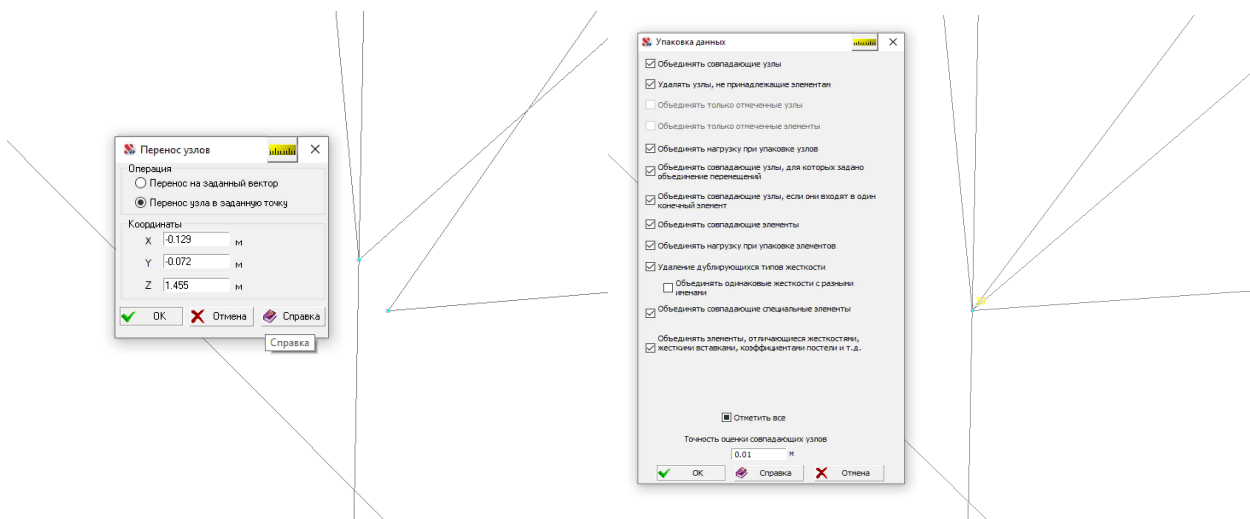 Перенос узлов
Операция
Перенос на заданный вектор
Перенос узла в заданную точку
Координаты
X -0.129 м
Y -0.072 м
Z 1.455 м
OK Отмена Справка
Справка
Упаковка данных
Объединять совпадающие узлы
Удалять узлы, не принадлежащие элементам
Объединять только отмеченные узлы
Объединять только отмеченные элементы
Объединять нагрузку при упаковке узлов
Объединять совпадающие узлы, для которых задано
объединение перемещений
Объединять совпадающие узлы, если они входят в один
конечный элемент
Объединять совпадающие элементы
Объединять нагрузку при упаковке элементов
Удаление дублирующихся типов жесткости
Объединять одинаковые жесткости с разными
именами
Объединять совпадающие специальные элементы
Объединять элементы, отличающиеся жесткостями,
жесткими вставками, коэффициентами постели и т.д.
Отметить все
Точность оценки совпадающих узлов
0.01 м
OK Справка Отмена